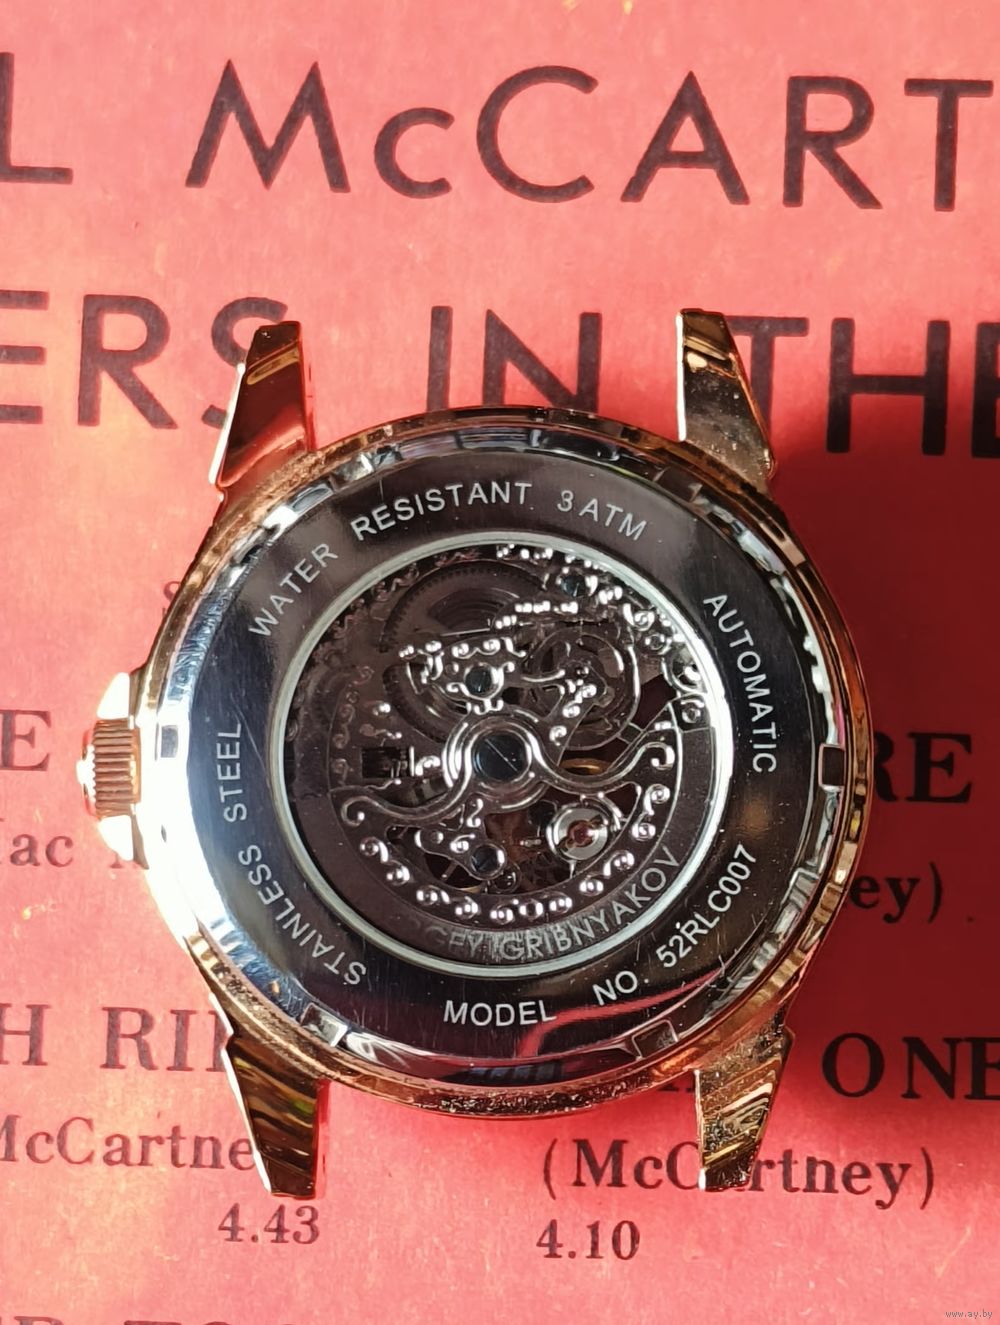 L McCART
ERS IN THE
WATER RESISTANT 3 ATM
AUTOMATIC
STAINLESS STEEL
MODEL NO. 52RLC007
GRIBNYAKOV
E
RE
ey)
H RI
ONE
McCartne
(McCartney)
4.43
4.10
www.ay.by